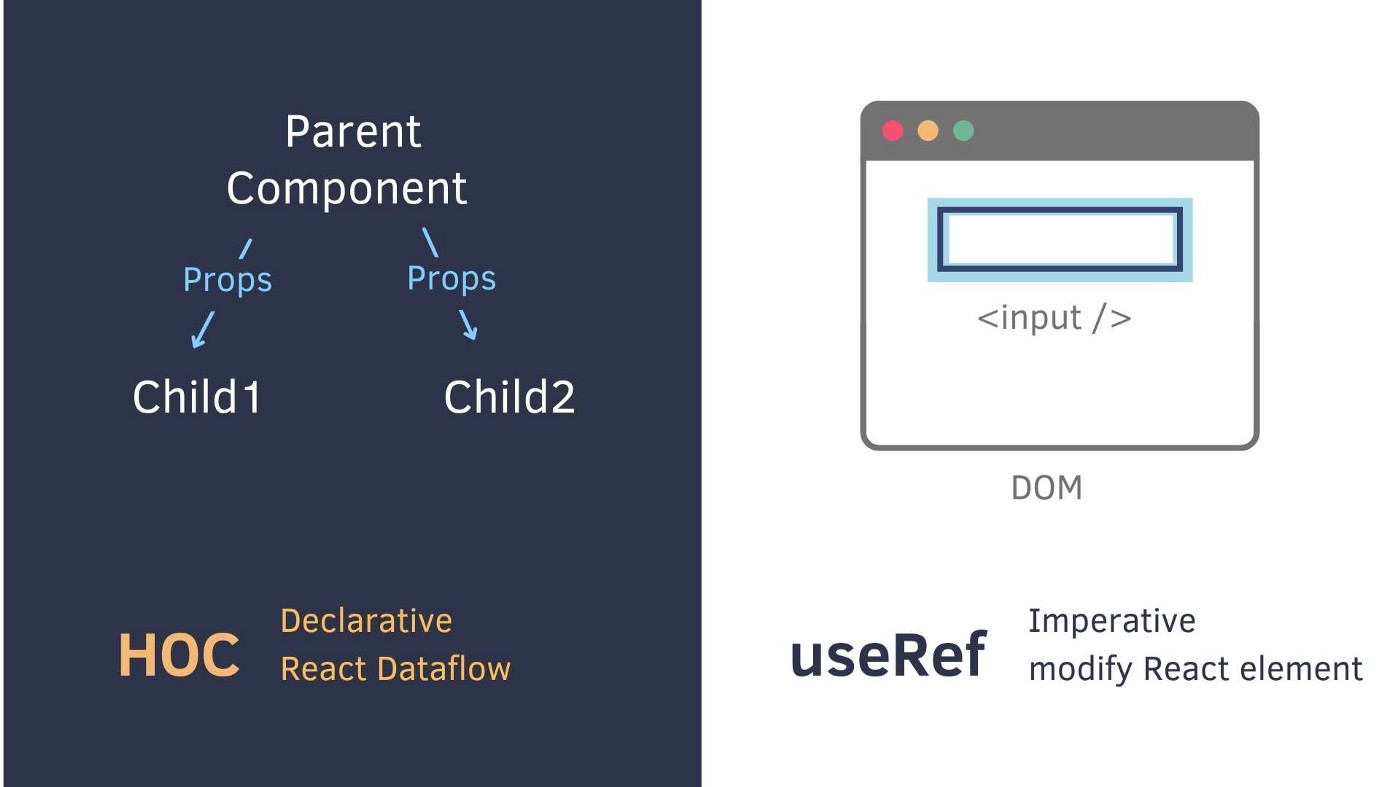 Parent
Component
Props
Props
Child1
Child2
HOC
Declarative
React Dataflow
<input />
DOM
useRef
Imperative
modify React element